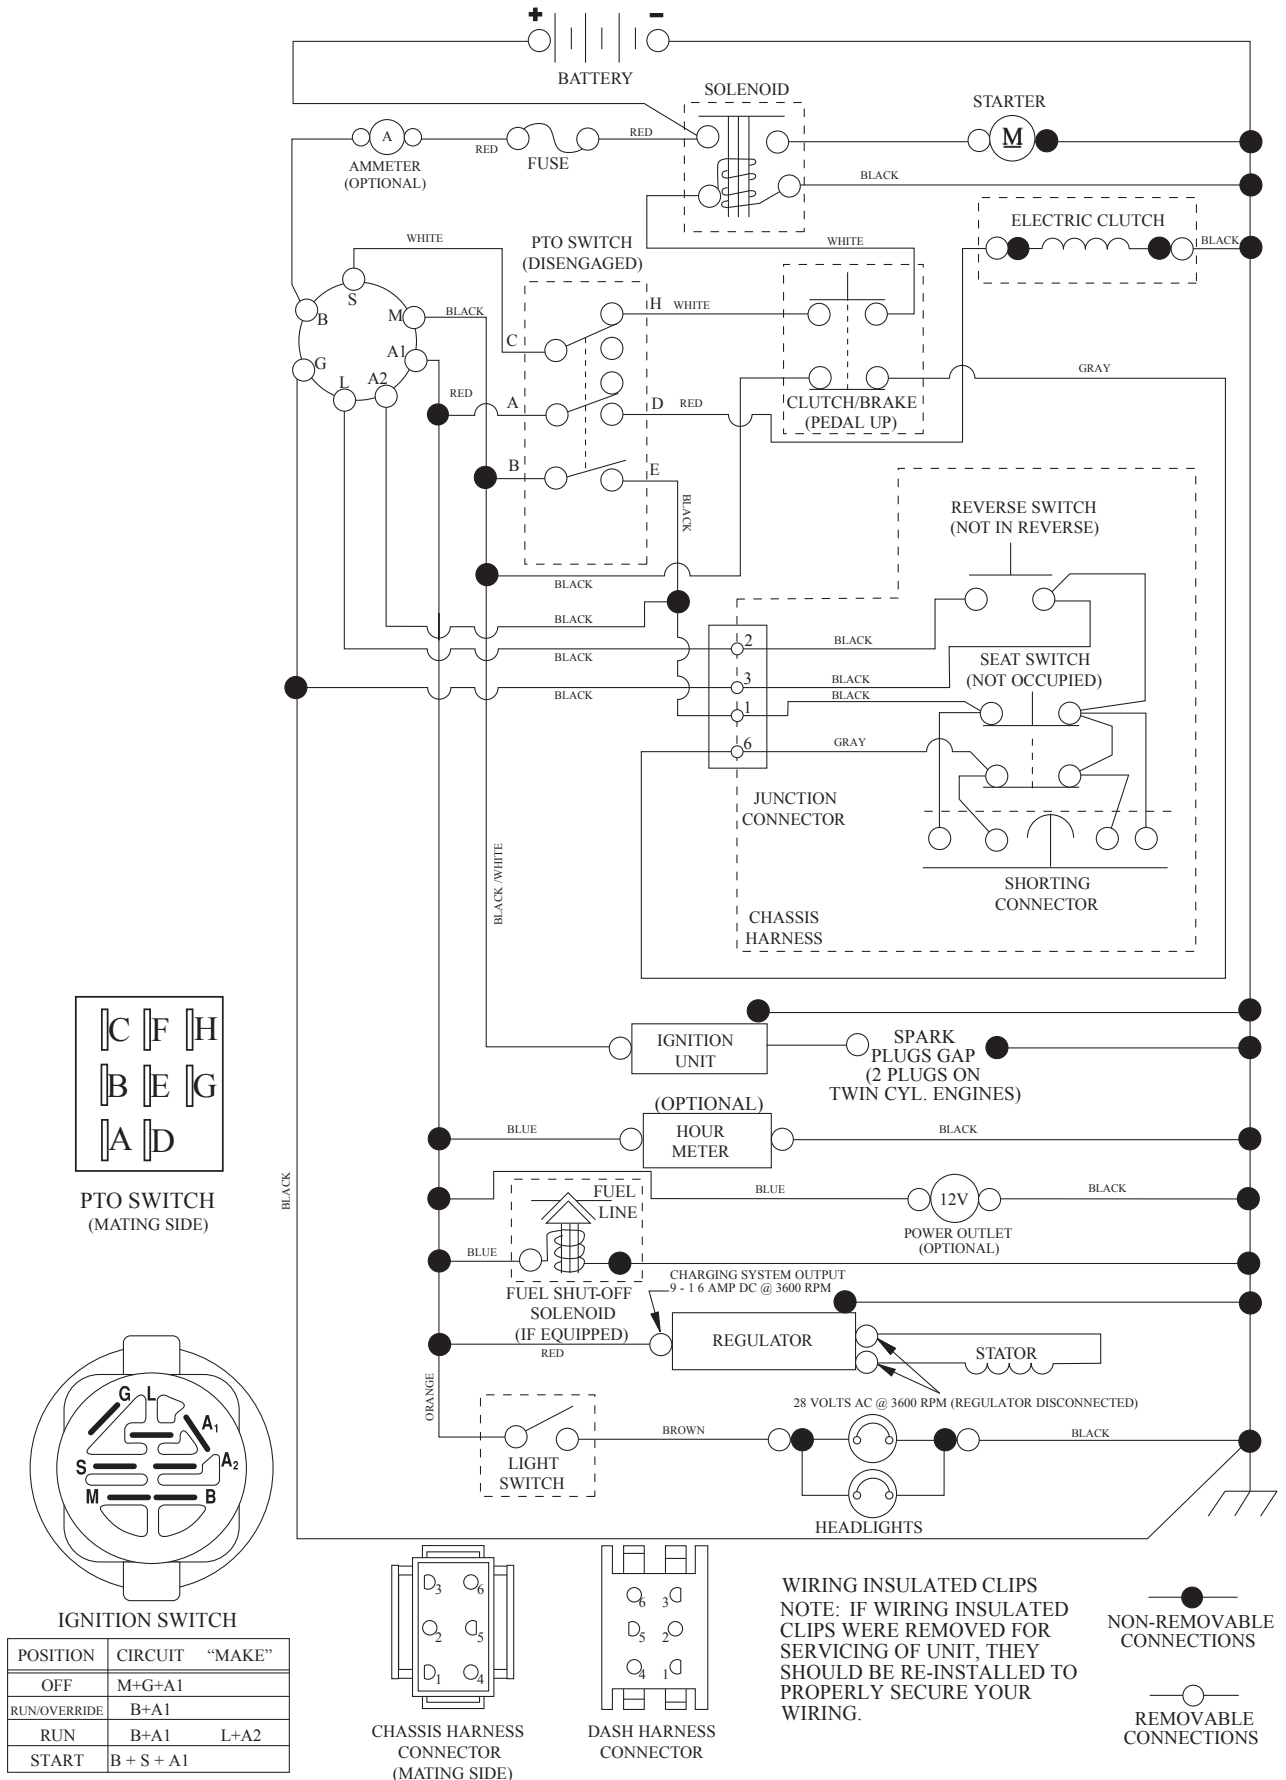 + –
BATTERY
SOLENOID
STARTER
A
M
RED
FUSE
RED
AMMETER
(OPTIONAL)
BLACK
ELECTRIC CLUTCH
BLACK
WHITE
PTO SWITCH
(DISENGAGED)
WHITE
S
B
M
BLACK
H
WHITE
C
A1
G
A2
L
RED
A
D
RED
GRAY
CLUTCH/BRAKE
(PEDAL UP)
B
E
BLACK
REVERSE SWITCH
(NOT IN REVERSE)
BLACK
BLACK
BLACK
2
BLACK
SEAT SWITCH
(NOT OCCUPIED)
BLACK
3
BLACK
BLACK
1
6
GRAY
JUNCTION
CONNECTOR
BLACK /WHITE
SHORTING
CONNECTOR
CHASSIS
HARNESS
C F H
B E G
A D
PTO SWITCH
(MATING SIDE)
IGNITION
UNIT
SPARK
PLUGS GAP
(2 PLUGS ON
TWIN CYL. ENGINES)
(OPTIONAL)
HOUR
METER
BLUE
BLACK
BLACK
FUEL
LINE
BLUE
12V
BLACK
POWER OUTLET
(OPTIONAL)
BLUE
FUEL SHUT-OFF
SOLENOID
(IF EQUIPPED)
CHARGING SYSTEM OUTPUT
9 - 1 6 AMP DC @ 3600 RPM
RED
REGULATOR
STATOR
28 VOLTS AC @ 3600 RPM (REGULATOR DISCONNECTED)
ORANGE
LIGHT
SWITCH
BROWN
BLACK
HEADLIGHTS
G L
A1
S
A2
M
B
IGNITION SWITCH
POSITION CIRCUIT “MAKE”
OFF M+G+A1
RUN/OVERRIDE B+A1
RUN B+A1 L+A2
START B + S + A1
3 6
2 5
1 4
CHASSIS HARNESS
CONNECTOR
(MATING SIDE)
6 3
5 2
4 1
DASH HARNESS
CONNECTOR
WIRING INSULATED CLIPS
NOTE: IF WIRING INSULATED
CLIPS WERE REMOVED FOR
SERVICING OF UNIT, THEY
SHOULD BE RE-INSTALLED TO
PROPERLY SECURE YOUR
WIRING.
NON-REMOVABLE
CONNECTIONS
REMOVABLE
CONNECTIONS